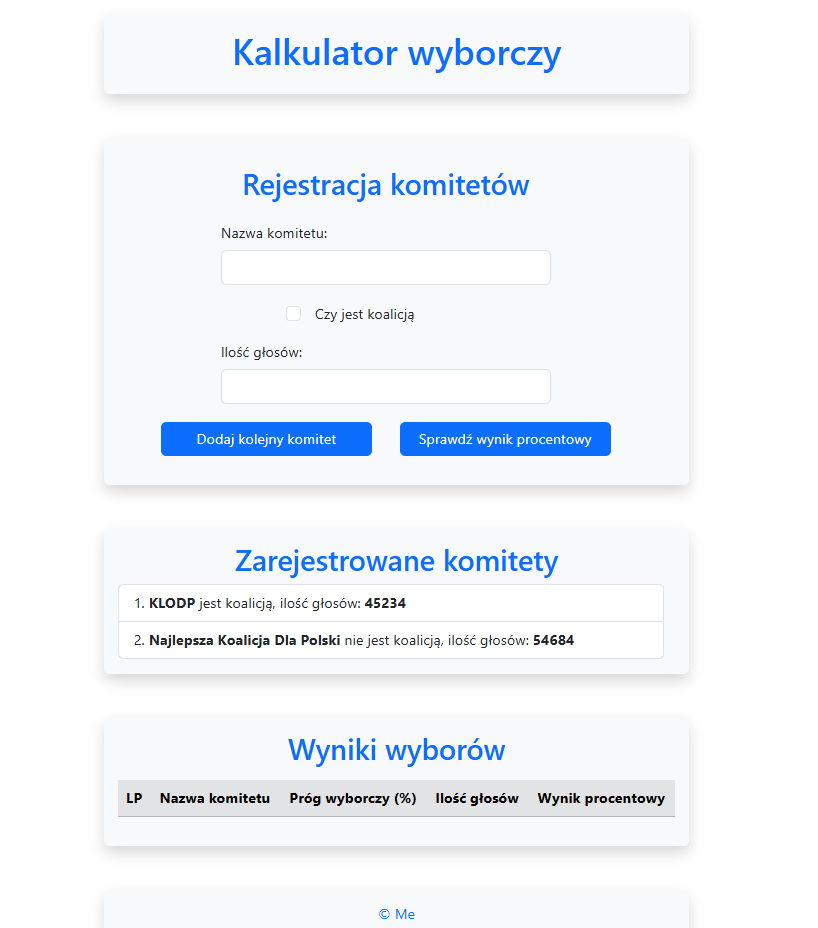 Kalkulator wyborczy
Rejestracja komitetów
Nazwa komitetu:
Czy jest koalicją
Ilość głosów:
Dodaj kolejny komitet
Sprawdź wynik procentowy
Zarejestrowane komitety
1. KLODP jest koalicją, ilość głosów: 45234
2. Najlepsza Koalicja Dla Polski nie jest koalicją, ilość głosów: 54684
Wyniki wyborów
LP Nazwa komitetu Próg wyborczy (%) Ilość głosów Wynik procentowy
© Me